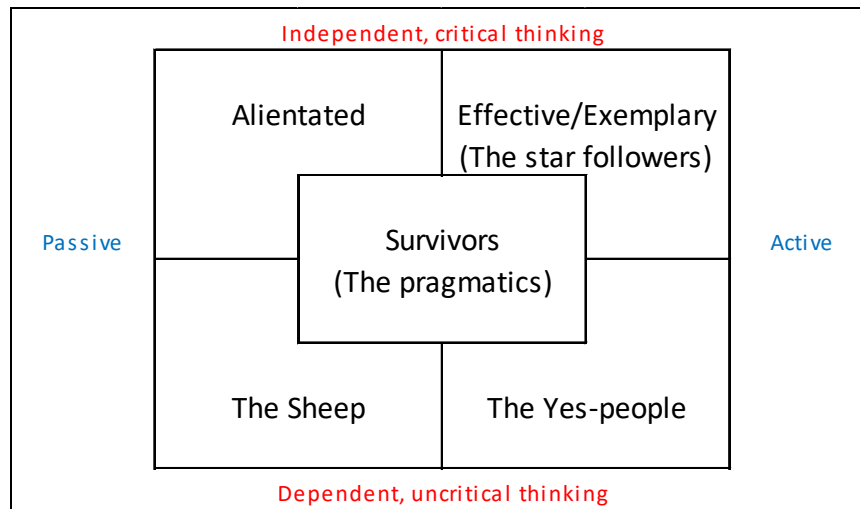 Independent, critical thinking
Alientated
Effective/Exemplary
(The star followers)
Passive
Survivors
(The pragmatics)
Active
The Sheep
The Yes-people
Dependent, uncritical thinking